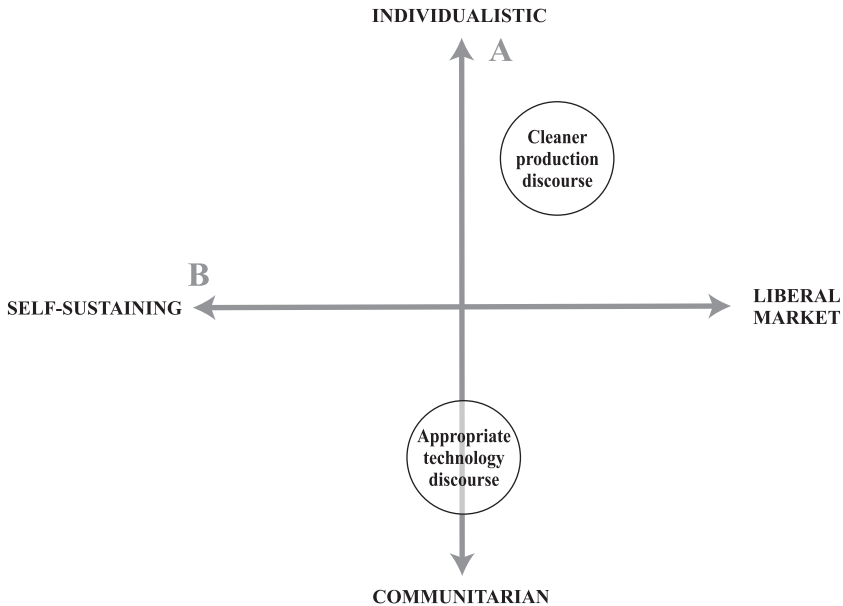 INDIVIDUALISTIC
A
Cleaner
production
discourse
B
SELF-SUSTAINING
LIBERAL
MARKET
Appropriate
technology
discourse
COMMUNITARIAN